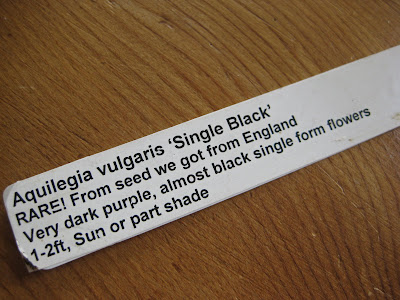 Aquilegia vulgaris ‘Single Black’
RARE! From seed we got from England
Very dark purple, almost black single form flowers
1-2ft, Sun or part shade